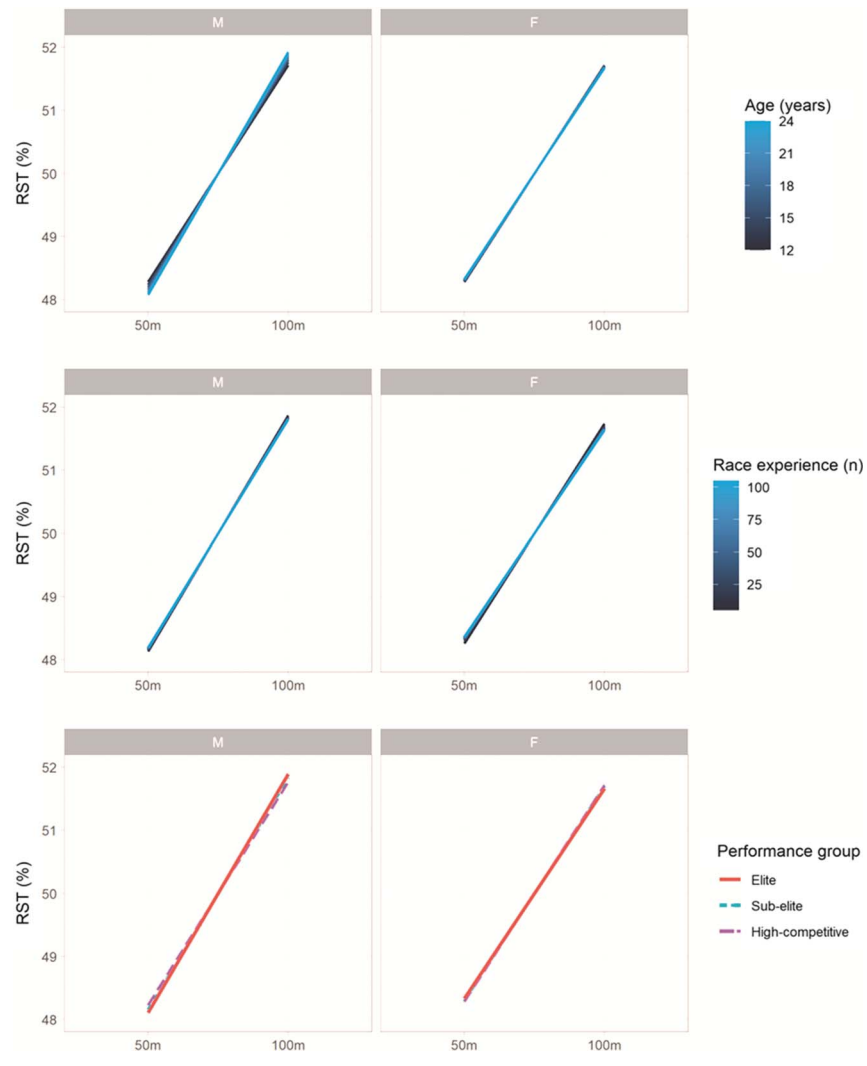 M F
52
51
50
49
48
RST (%)
50m 100m 50m 100m
Age (years)
24
21
18
15
12
M F
52
51
50
49
48
RST (%)
50m 100m 50m 100m
Race experience (n)
100
75
50
25
M F
52
51
50
49
48
RST (%)
50m 100m 50m 100m
Performance group
Elite
Sub-elite
High-competitive